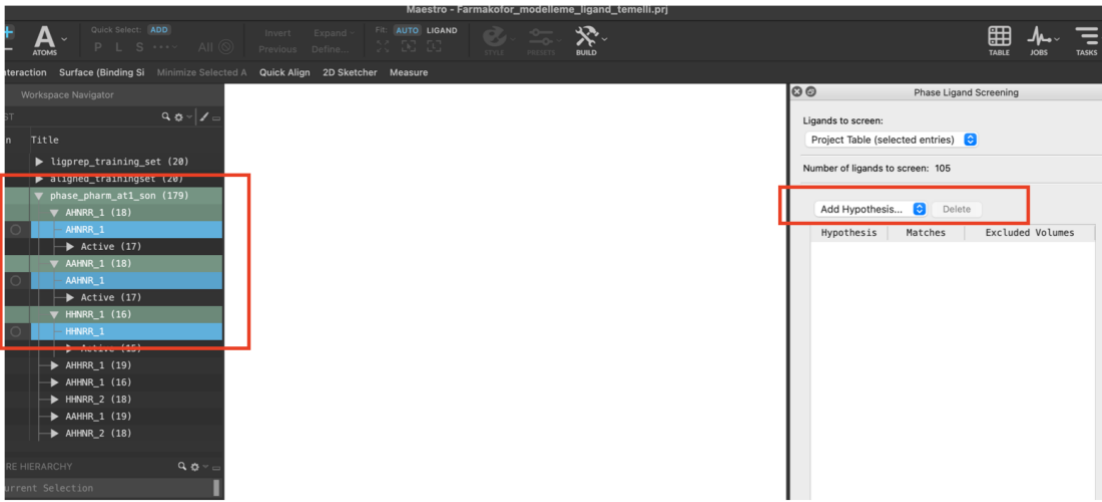 Maestro - Farmakofor_modelleme_ligand_temelli.prj
Quick Select: ADD
Invert Expand
Fit: AUTO LIGAND
ATOMS
P L S All
Previous Define...
STYLE
PRESETS
BUILD
TABLE
JOBS
TASKS
nteraction Surface (Binding Si Minimize Selected A Quick Align 2D Sketcher Measure
Workspace Navigator
ST
n Title
ligprep_training_set (20)
aligned_trainingset (20)
phase_pharm_at1_son (179)
AHNRR_1 (18)
AHNRR_1
Active (17)
AAHNR_1 (18)
AAHNR_1
Active (17)
HHNRR_1 (16)
HHNRR_1
Active (15)
AHHRR_1 (19)
AHHNR_1 (16)
HHNRR_2 (18)
AAHHR_1 (19)
AHHNR_2 (18)
RE HIERARCHY
urrent Selection
Phase Ligand Screening
Ligands to screen:
Project Table (selected entries)
Number of ligands to screen: 105
Add Hypothesis... Delete
Hypothesis Matches Excluded Volumes